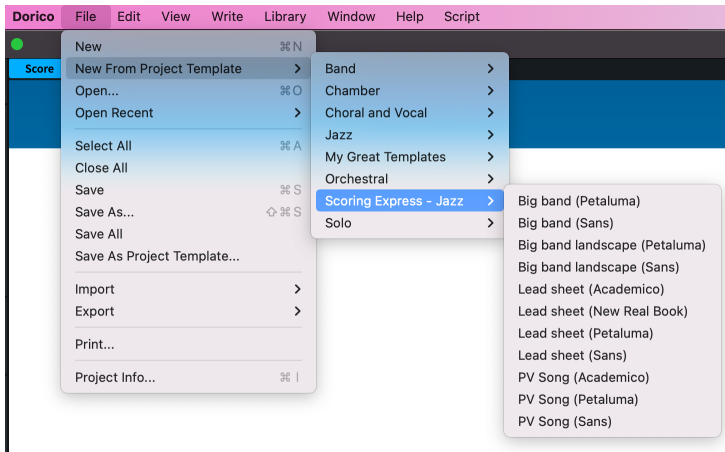 Dorico File Edit View Write Library Window Help Script
Score
New ⌘N
New From Project Template >
Open... ⌘O
Open Recent >
Select All ⌘A
Close All
Save ⌘S
Save As... ⇧⌘S
Save All
Save As Project Template...
Import >
Export >
Print...
Project Info... ⌘I
Band >
Chamber >
Choral and Vocal >
Jazz >
My Great Templates >
Orchestral >
Scoring Express - Jazz >
Solo >
Big band (Petaluma)
Big band (Sans)
Big band landscape (Petaluma)
Big band landscape (Sans)
Lead sheet (Academico)
Lead sheet (New Real Book)
Lead sheet (Petaluma)
Lead sheet (Sans)
PV Song (Academico)
PV Song (Petaluma)
PV Song (Sans)